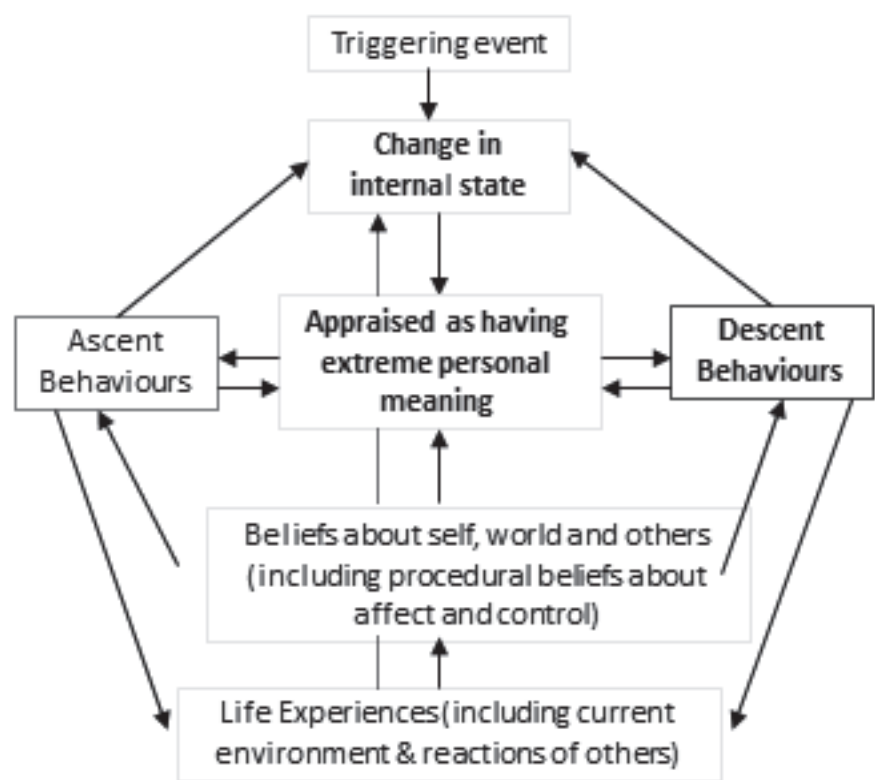 Triggering event
Change in
internal state
Appraised as having
extreme personal
meaning
Ascent
Behaviours
Descent
Behaviours
Beliefs about self, world and others
(including procedural beliefs about
affect and control)
Life Experiences(including current
environment & reactions of others)